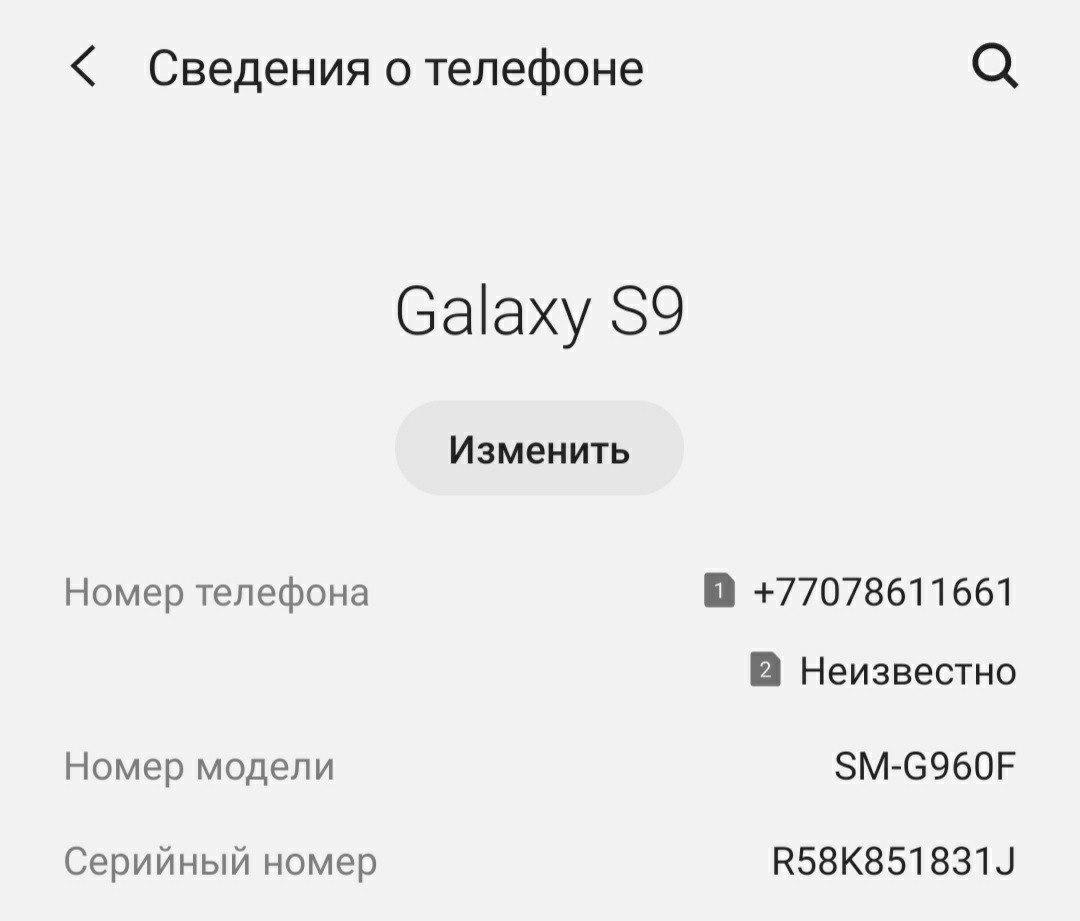 Сведения о телефоне
Galaxy S9
Изменить
Номер телефона 1 +77078611661
2 Неизвестно
Номер модели SM-G960F
Серийный номер R58K851831J